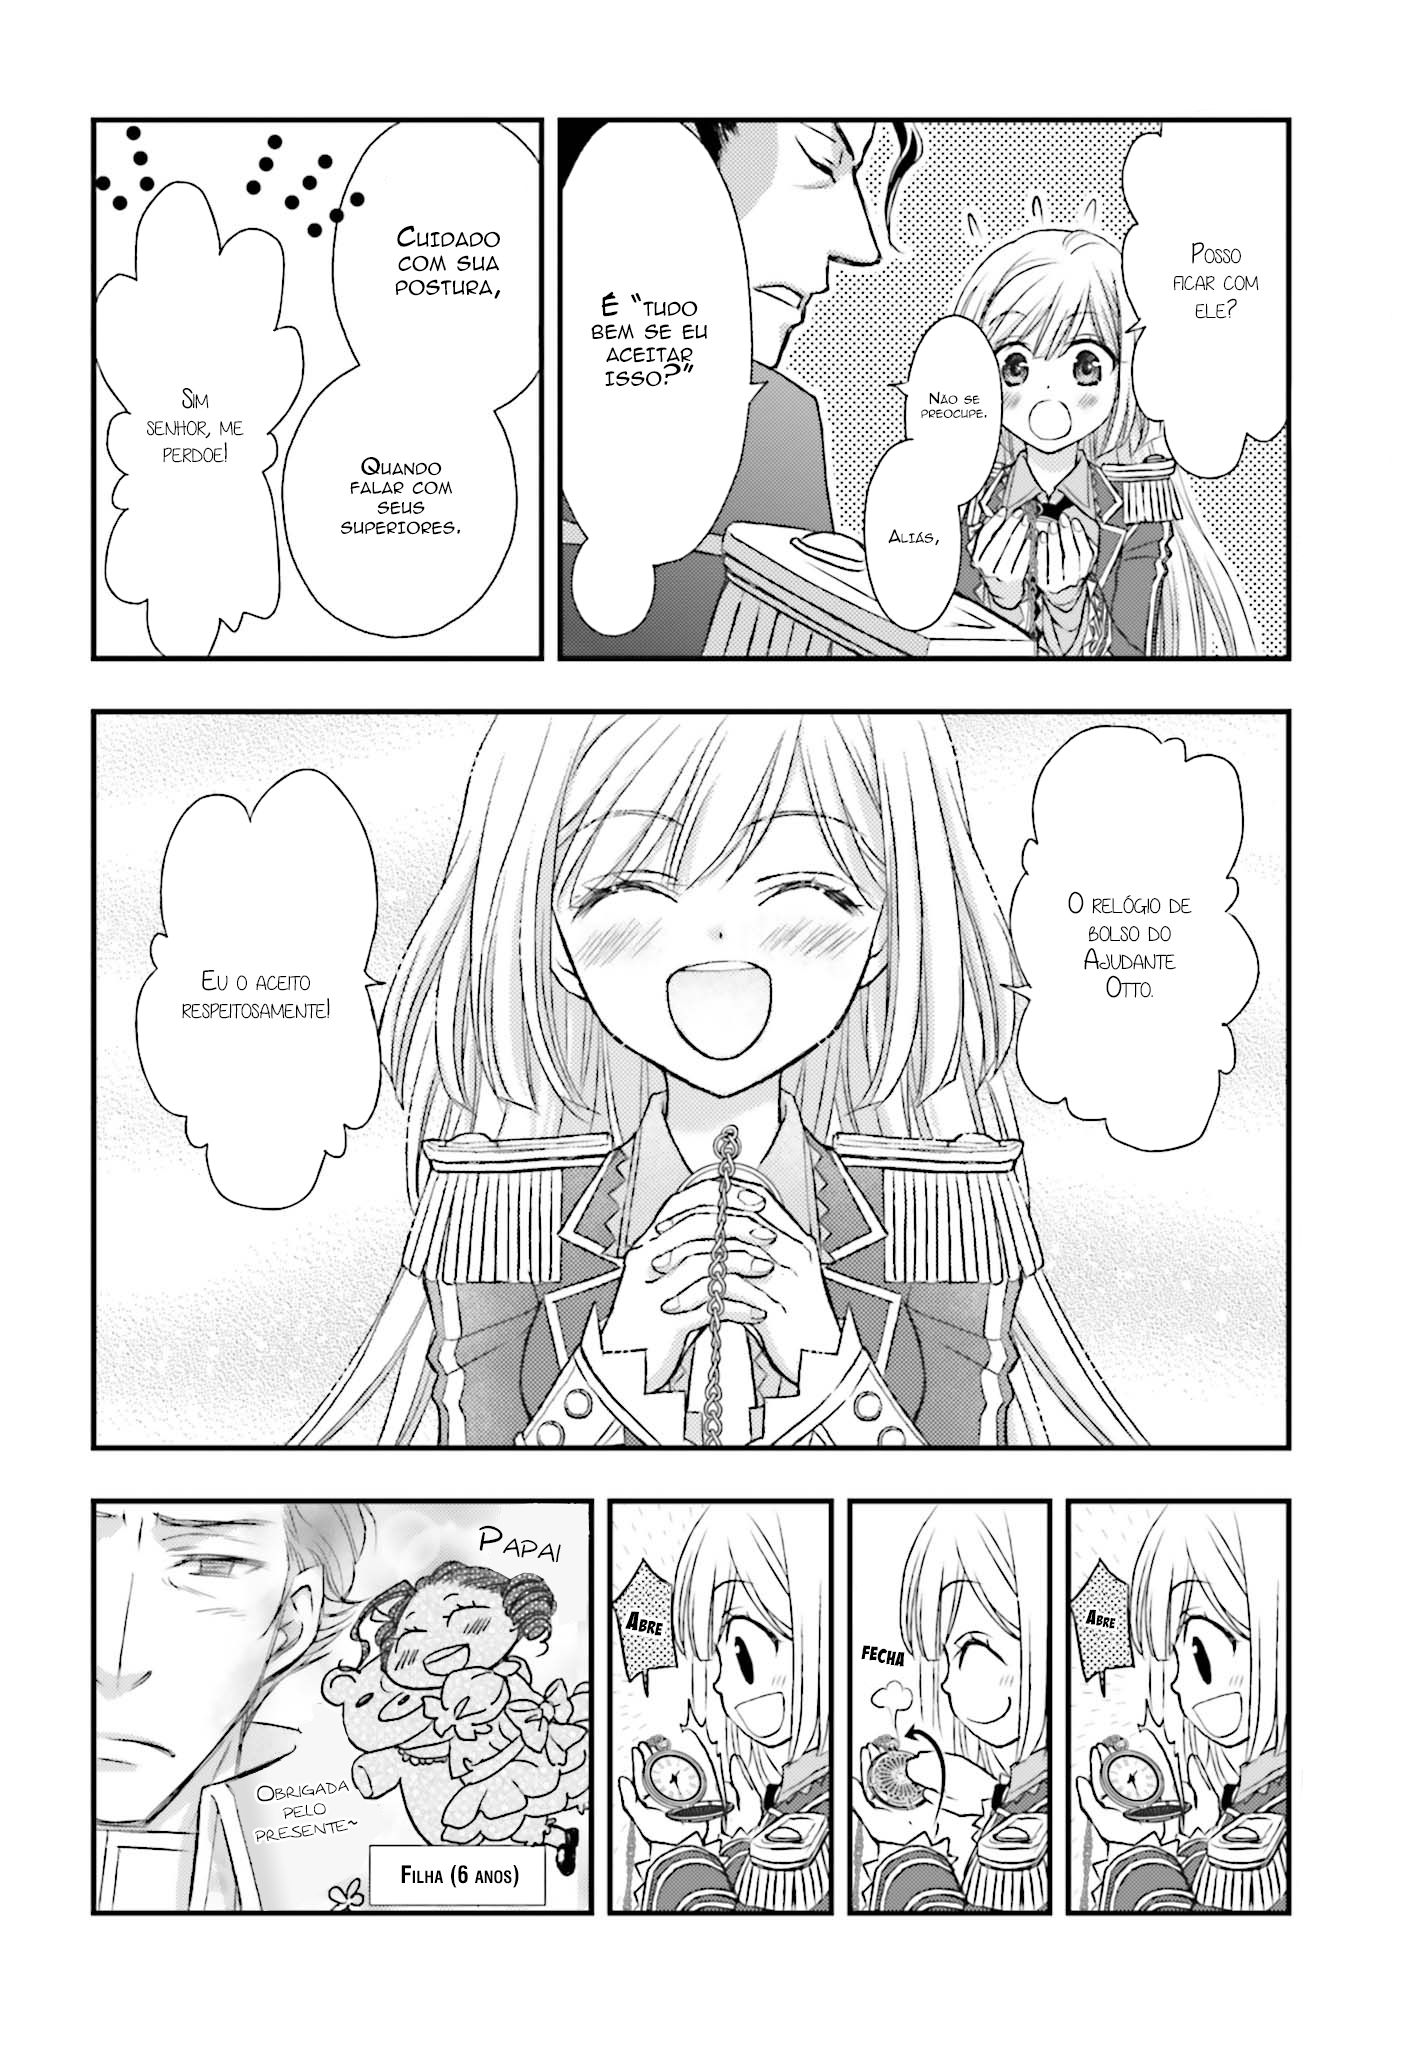 Posso
ficar com
ele?
Não se
preocupe.
Aliás,
É "tudo
bem se eu
aceitar
isso?"
Cuidado
com sua
postura,
Quando
falar com
seus
superiores.
Sim
senhor, me
perdoe!
O relógio de
bolso do
Ajudante
Otto.
Eu o aceito
respeitosamente!
Abre
fecha
Abre
Papai
Obrigada
pelo
presente~
Filha (6 anos)